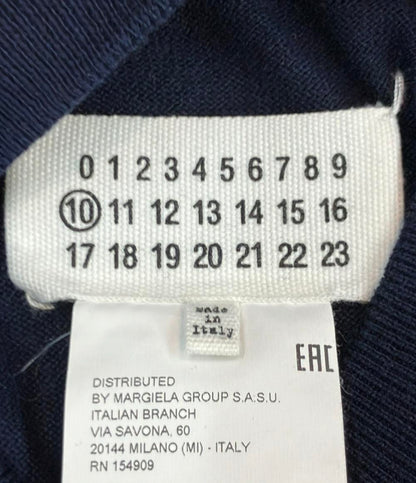 0 1 2 3 4 5 6 7 8 9
10 11 12 13 14 15 16
17 18 19 20 21 22 23
Made
in
Italy
EAC
DISTRIBUTED
BY MARGIELA GROUP S.A.S.U.
ITALIAN BRANCH
VIA SAVONA, 60
20144 MILANO (MI) - ITALY
RN 154909